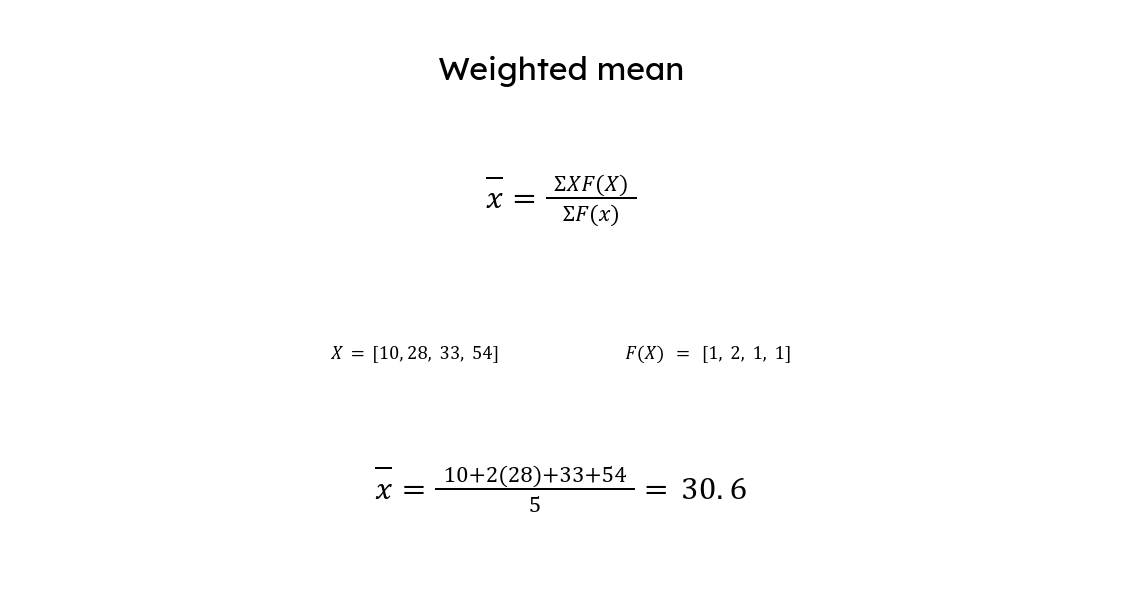 Weighted mean
x̄ = ΣXF(X) / ΣF(x)
X = [10, 28, 33, 54] F(X) = [1, 2, 1, 1]
x̄ = 10+2(28)+33+54 / 5 = 30.6